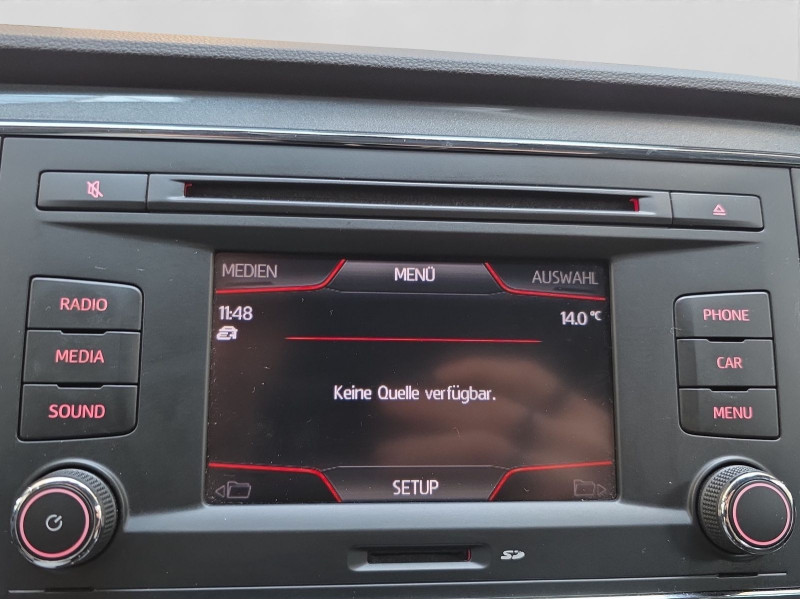 MEDIEN MENÜ AUSWAHL
11:48 14.0 °C
Keine Quelle verfügbar.
SETUP
RADIO
MEDIA
SOUND
PHONE
CAR
MENU
SD